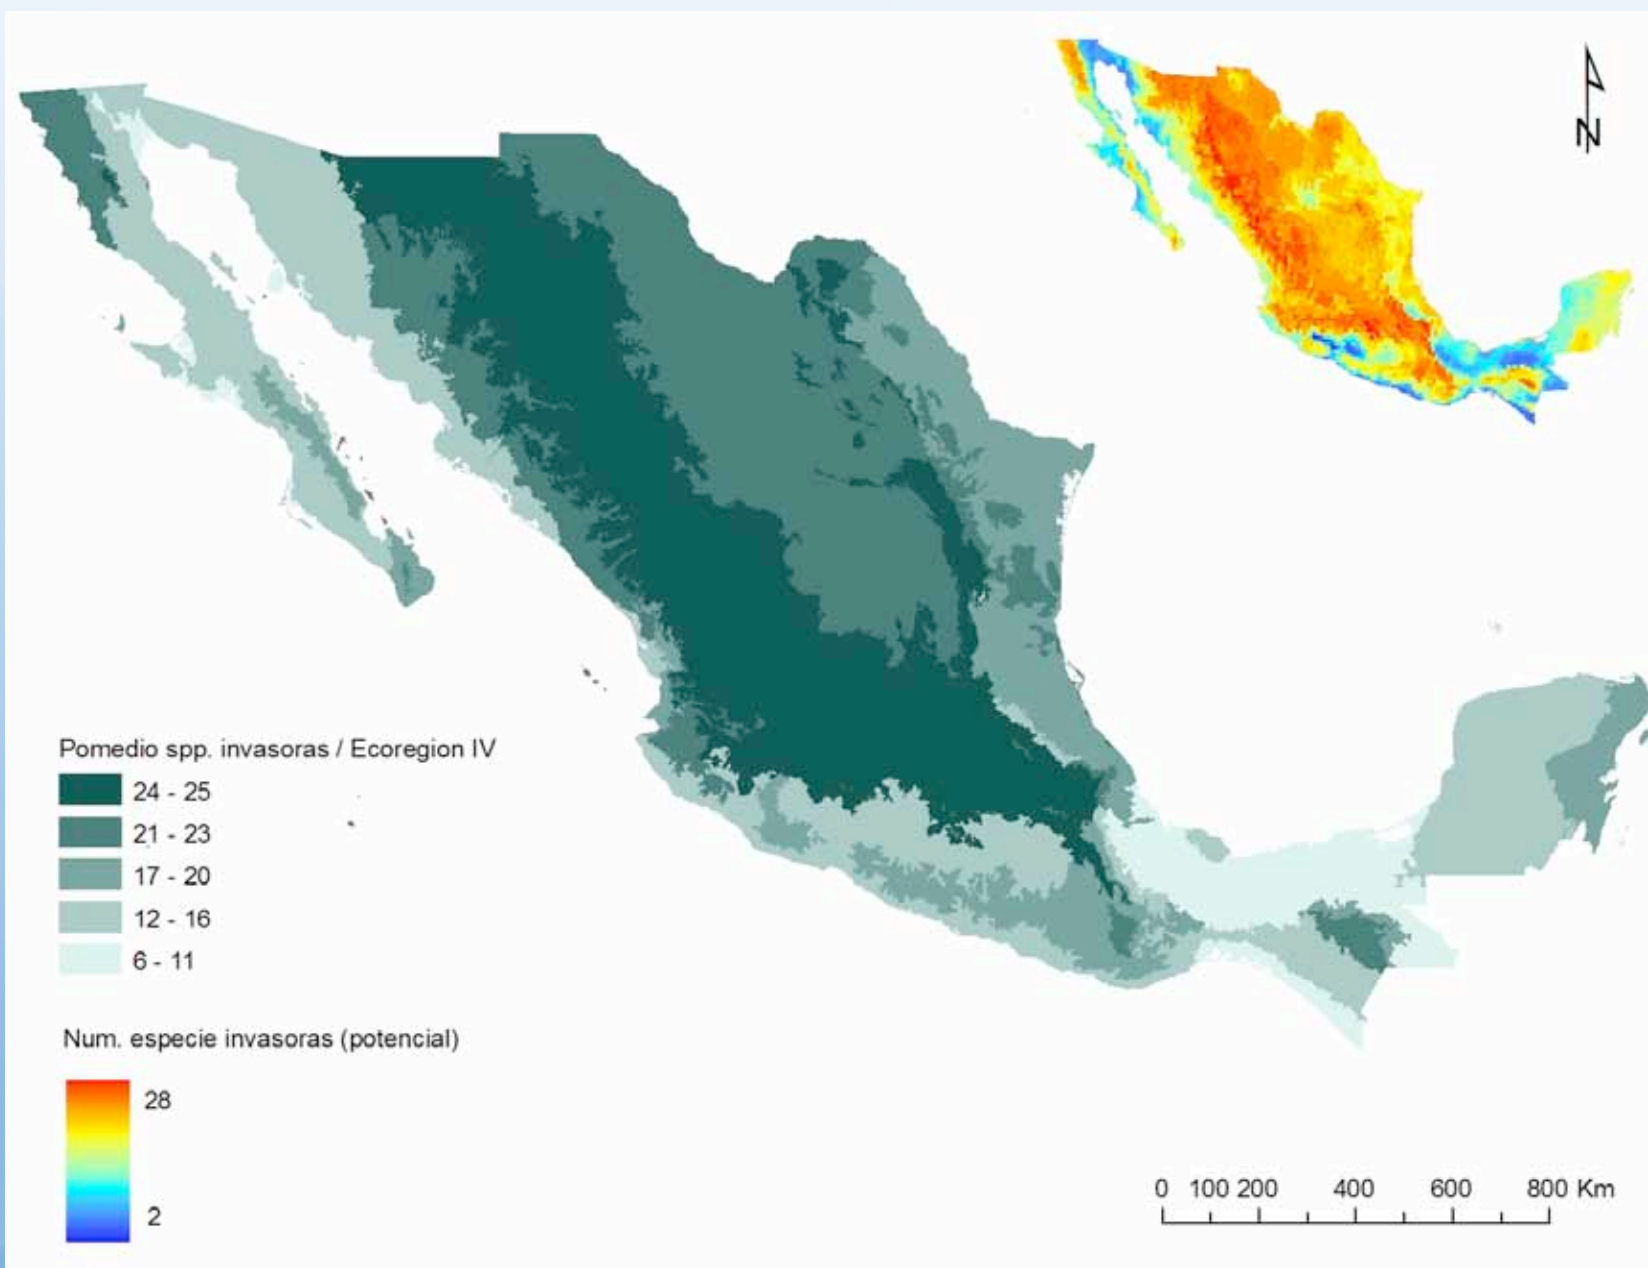 N
Pomedio spp. invasoras / Ecoregion IV
24 - 25
21 - 23
17 - 20
12 - 16
6 - 11
Num. especie invasoras (potencial)
28
2
0 100 200 400 600 800 Km